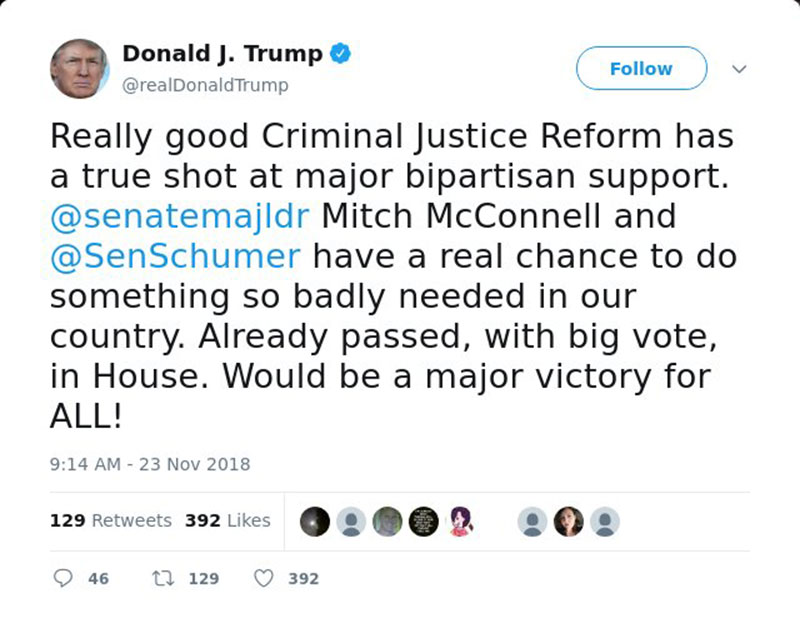 Donald J. Trump
@realDonaldTrump
Follow
Really good Criminal Justice Reform has
a true shot at major bipartisan support.
@senatemajldr Mitch McConnell and
@SenSchumer have a real chance to do
something so badly needed in our
country. Already passed, with big vote,
in House. Would be a major victory for
ALL!
9:14 AM - 23 Nov 2018
129 Retweets 392 Likes
46 129 392